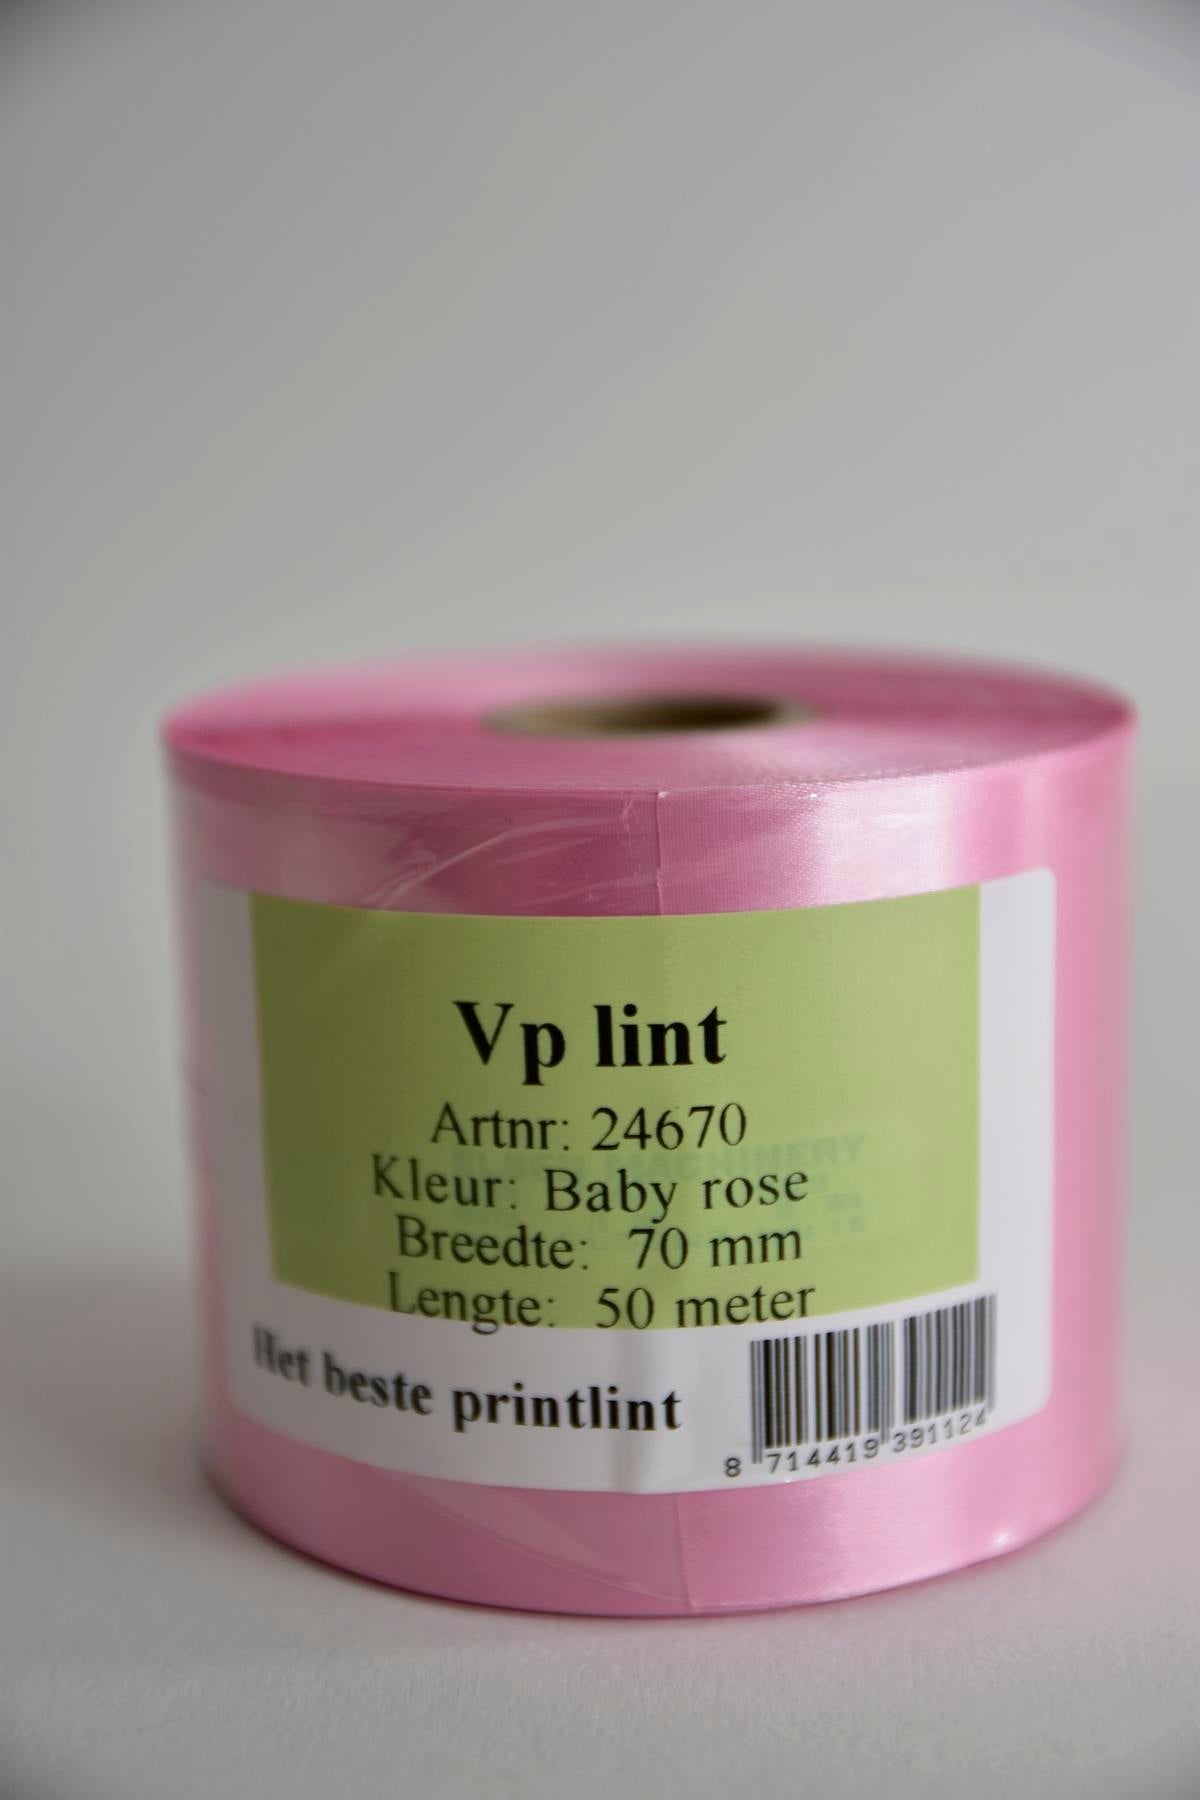 Vp lint
Artnr: 24670
Kleur: Baby rose
Breedte: 70 mm
Lengte: 50 meter
Het beste printlint
8 714419 391124